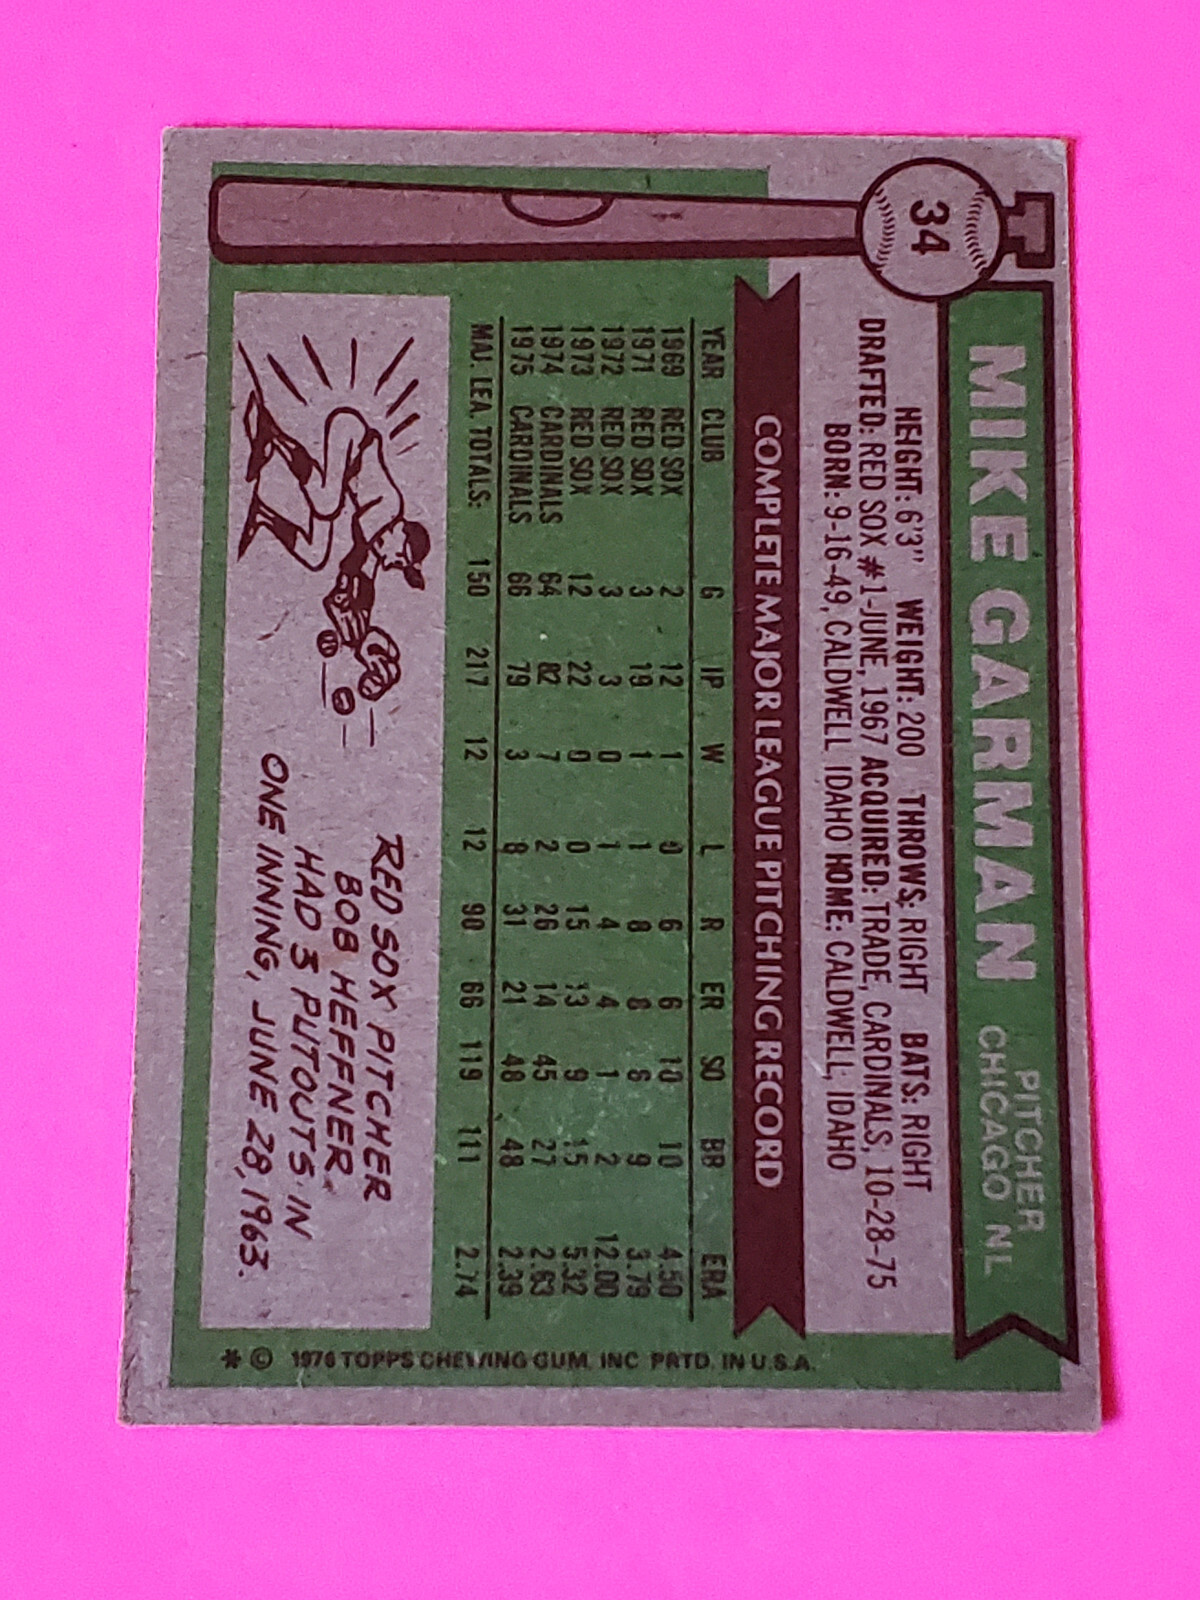 34
MIKE GARMAN
PITCHER
CHICAGO NL
HEIGHT: 6'3" WEIGHT: 200 THROWS: RIGHT BATS: RIGHT
DRAFTED: RED SOX #1-JUNE, 1967 ACQUIRED: TRADE, CARDINALS, 10-28-75
BORN: 9-16-49, CALDWELL, IDAHO HOME: CALDWELL, IDAHO
COMPLETE MAJOR LEAGUE PITCHING RECORD
YEAR CLUB G IP W L R ER SO BB ERA
1969 RED SOX 2 12 1 0 6 6 10 10 4.50
1971 RED SOX 3 19 1 1 8 8 6 9 3.79
1972 RED SOX 3 3 0 1 4 4 1 2 12.00
1973 RED SOX 12 22 0 0 15 13 9 15 5.32
1974 CARDINALS 64 82 7 2 26 14 45 27 2.63
1975 CARDINALS 66 79 3 8 31 21 48 48 2.39
MAJ. LEA. TOTALS: 150 217 12 12 90 66 119 111 2.74
RED SOX PITCHER
BOB HEFFNER
HAD 3 PUTOUTS IN
ONE INNING, JUNE 28, 1963.
* © 1976 TOPPS CHEWING GUM, INC. PRTD. IN U.S.A.